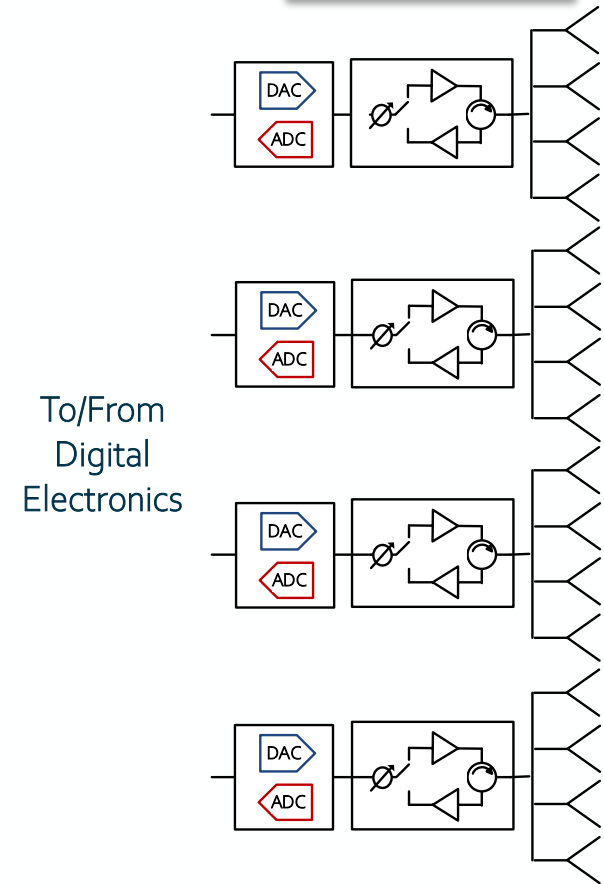 DAC
ADC
DAC
ADC
To/From
Digital
Electronics
DAC
ADC
DAC
ADC